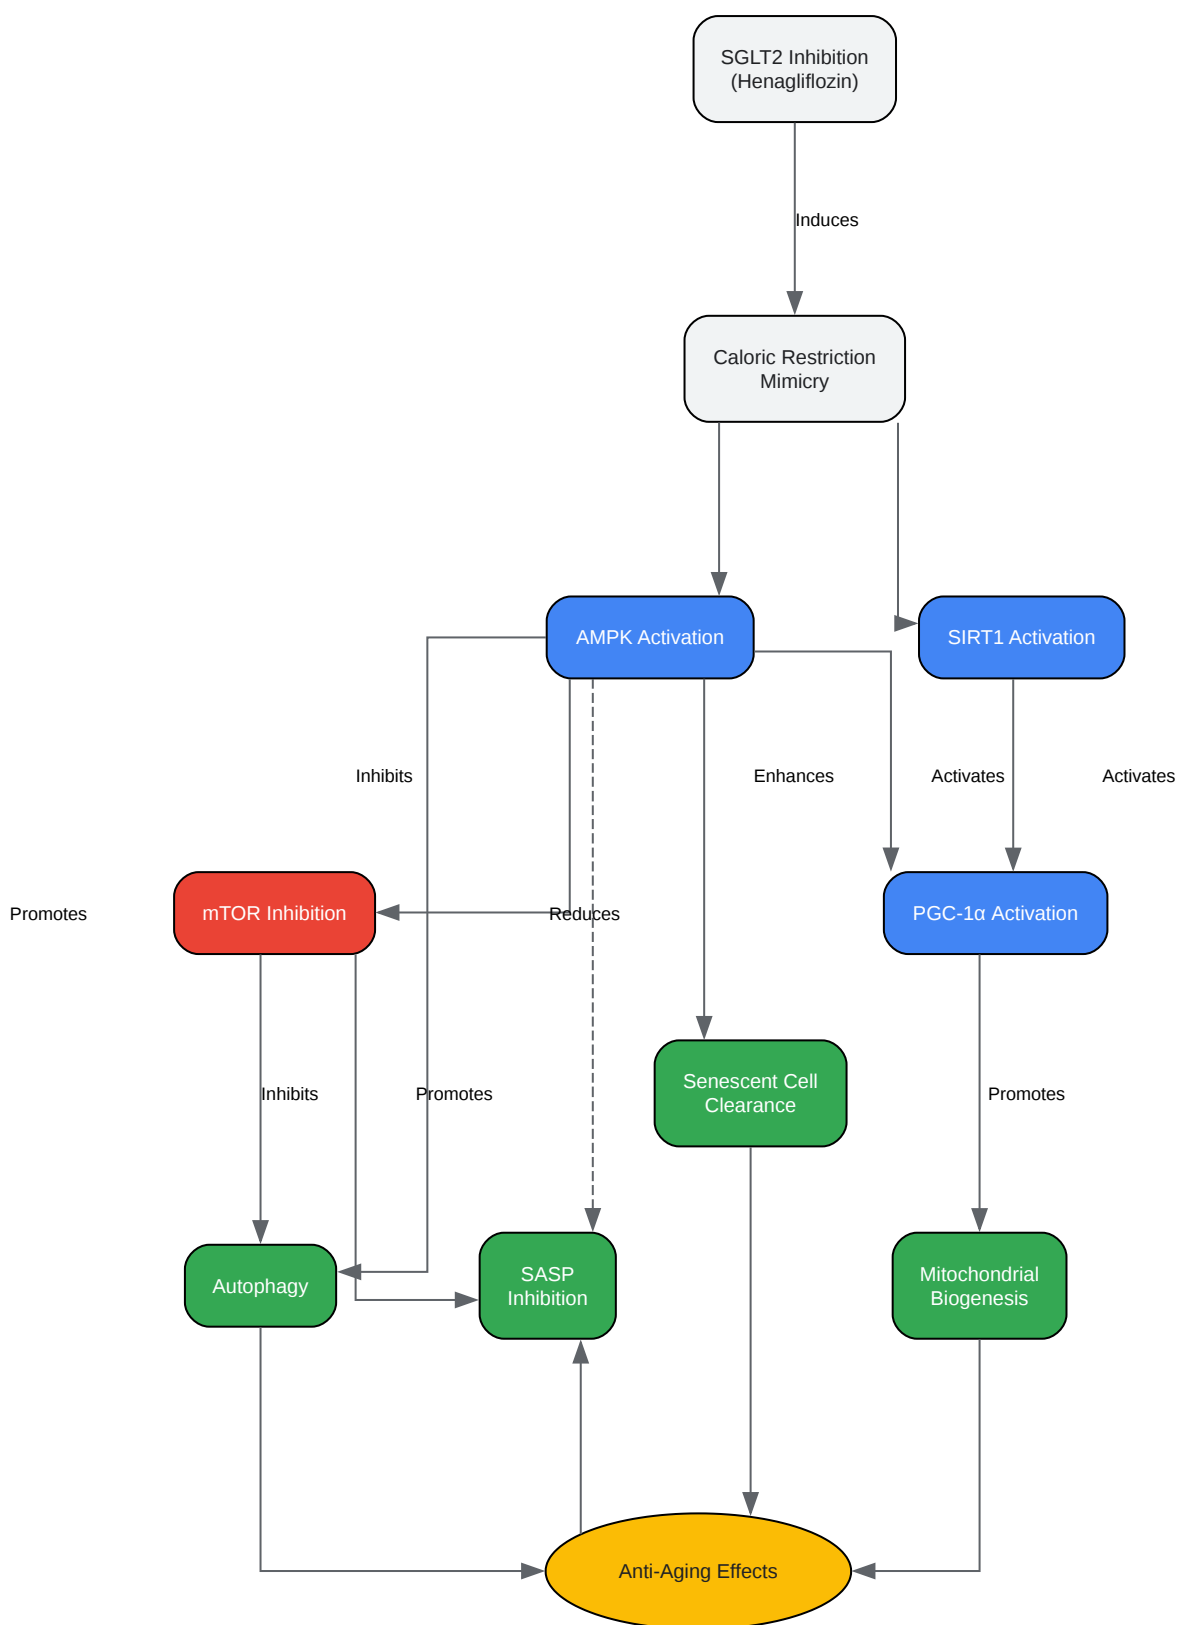 SGLT2 Inhibition
(Henagliflozin)
Induces
Caloric Restriction
Mimicry
AMPK Activation
SIRT1 Activation
Inhibits
Enhances
Activates
Activates
Promotes
mTOR Inhibition
Reduces
PGC-1α Activation
Senescent Cell
Clearance
Inhibits
Promotes
Promotes
Autophagy
SASP
Inhibition
Mitochondrial
Biogenesis
Anti-Aging Effects